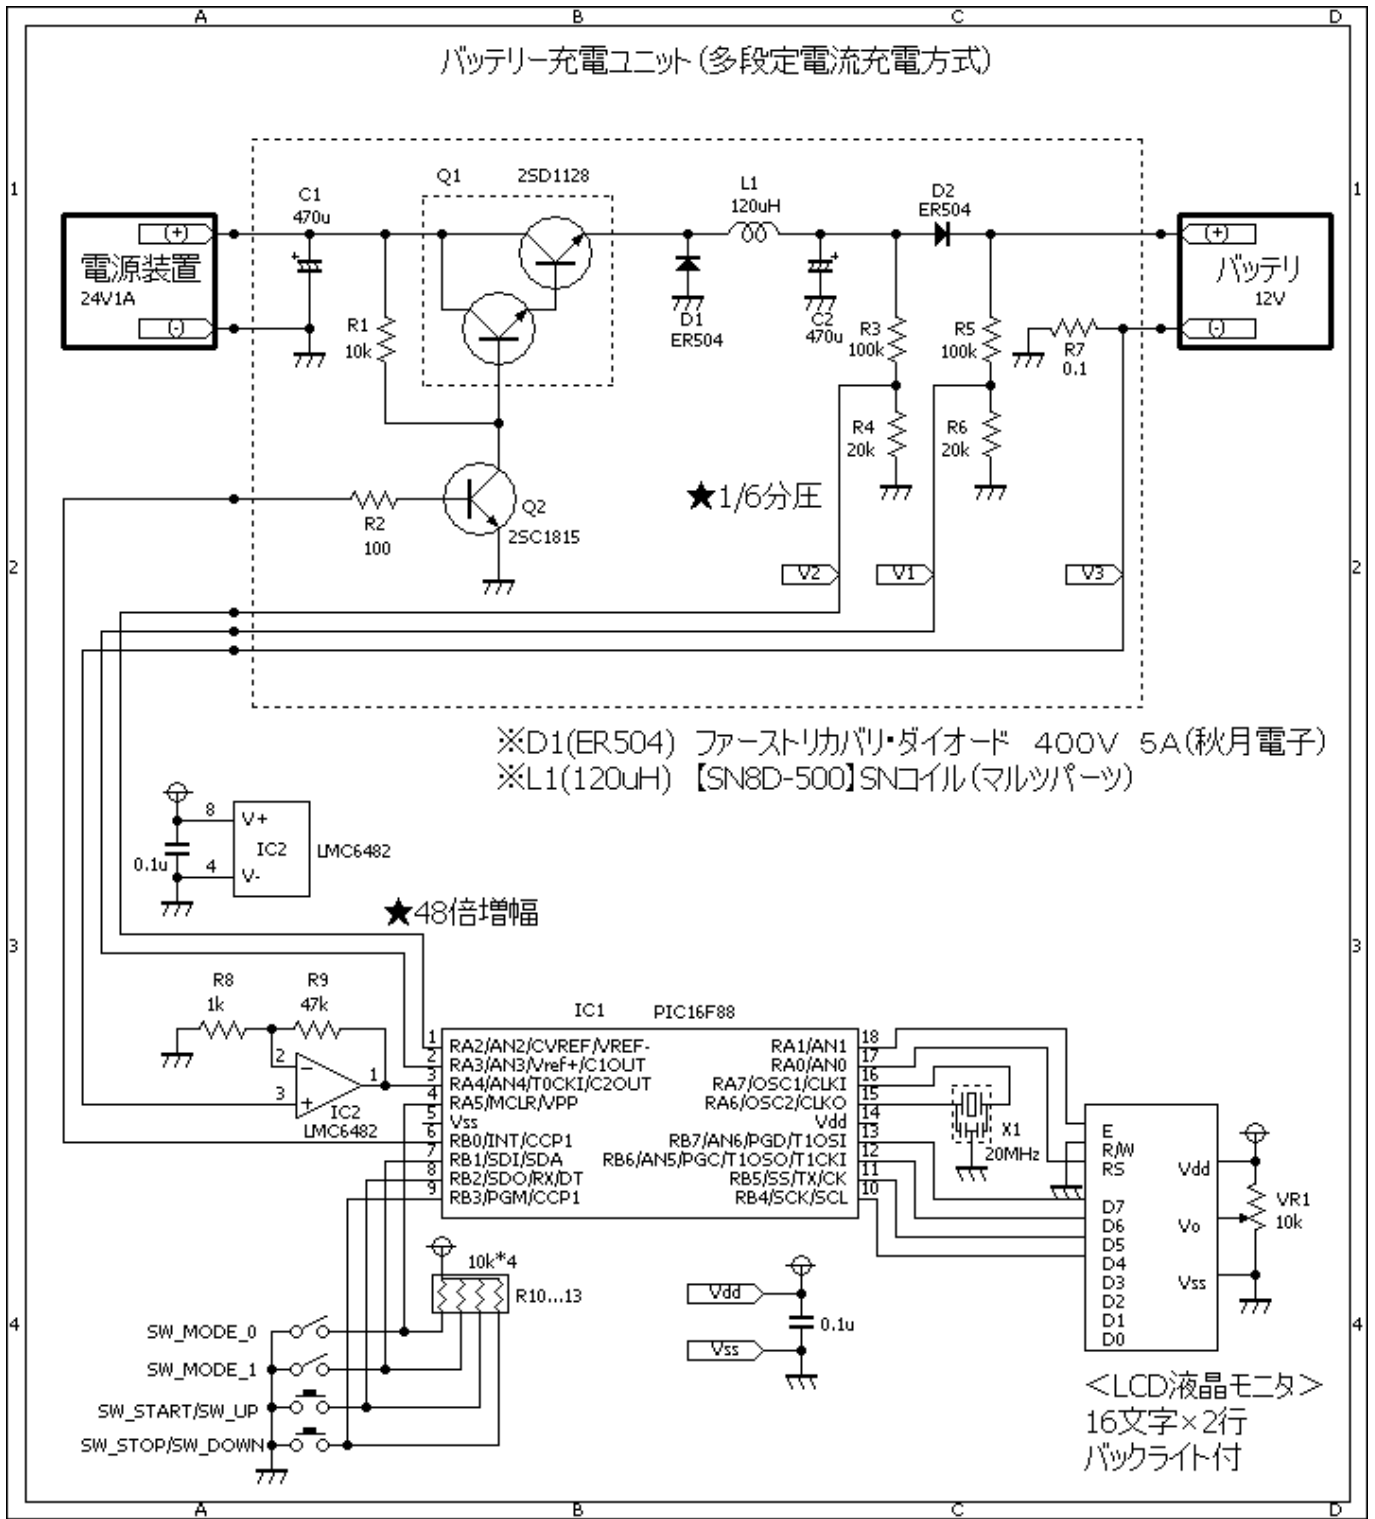 A B C D
バッテリー充電ユニット(多段定電流充電方式)
1 1
Q1 2SD1128
C1
470u
L1
120uH
D2
ER504
(+)
電源装置
24V1A
(-)
(+)
バッテリ
12V
(-)
R1
10k
D1
ER504
C2
470u
R3
100k
R5
100k
R7
0.1
R4
20k
R6
20k
★1/6分圧
R2
100
Q2
2SC1815
2 2
V2 V1 V3
※D1(ER504) ファーストリカバリ・ダイオード 400V 5A(秋月電子)
※L1(120uH) 【SN8D-500】SNコイル(マルツパーツ)
8 V+
IC2 LMC6482
0.1u
4 V-
★48倍増幅
3 3
R8
1k
R9
47k
2 -
3 +
1
IC2
LMC6482
IC1 PIC16F88
1 RA2/AN2/CVREF/VREF- RA1/AN1 18
2 RA3/AN3/Vref+/C1OUT RA0/AN0 17
3 RA4/AN4/T0CKI/C2OUT RA7/OSC1/CLKI 16
4 RA5/MCLR/VPP RA6/OSC2/CLKO 15
5 Vss Vdd 14
6 RB0/INT/CCP1 RB7/AN6/PGD/T1OSI 13
7 RB1/SDI/SDA RB6/AN5/PGC/T1OSO/T1CKI 12
8 RB2/SDO/RX/DT RB5/SS/TX/CK 11
9 RB3/PGM/CCP1 RB4/SCK/SCL 10
X1
20MHz
E
R/W
RS
D7
D6
D5
D4
D3
D2
D1
D0
Vdd
Vo
Vss
VR1
10k
10k*4
R10...13
Vdd
0.1u
Vss
4 4
SW_MODE_0
SW_MODE_1
SW_START/SW_UP
SW_STOP/SW_DOWN
<LCD液晶モニタ>
16文字×2行
バックライト付
A B C D